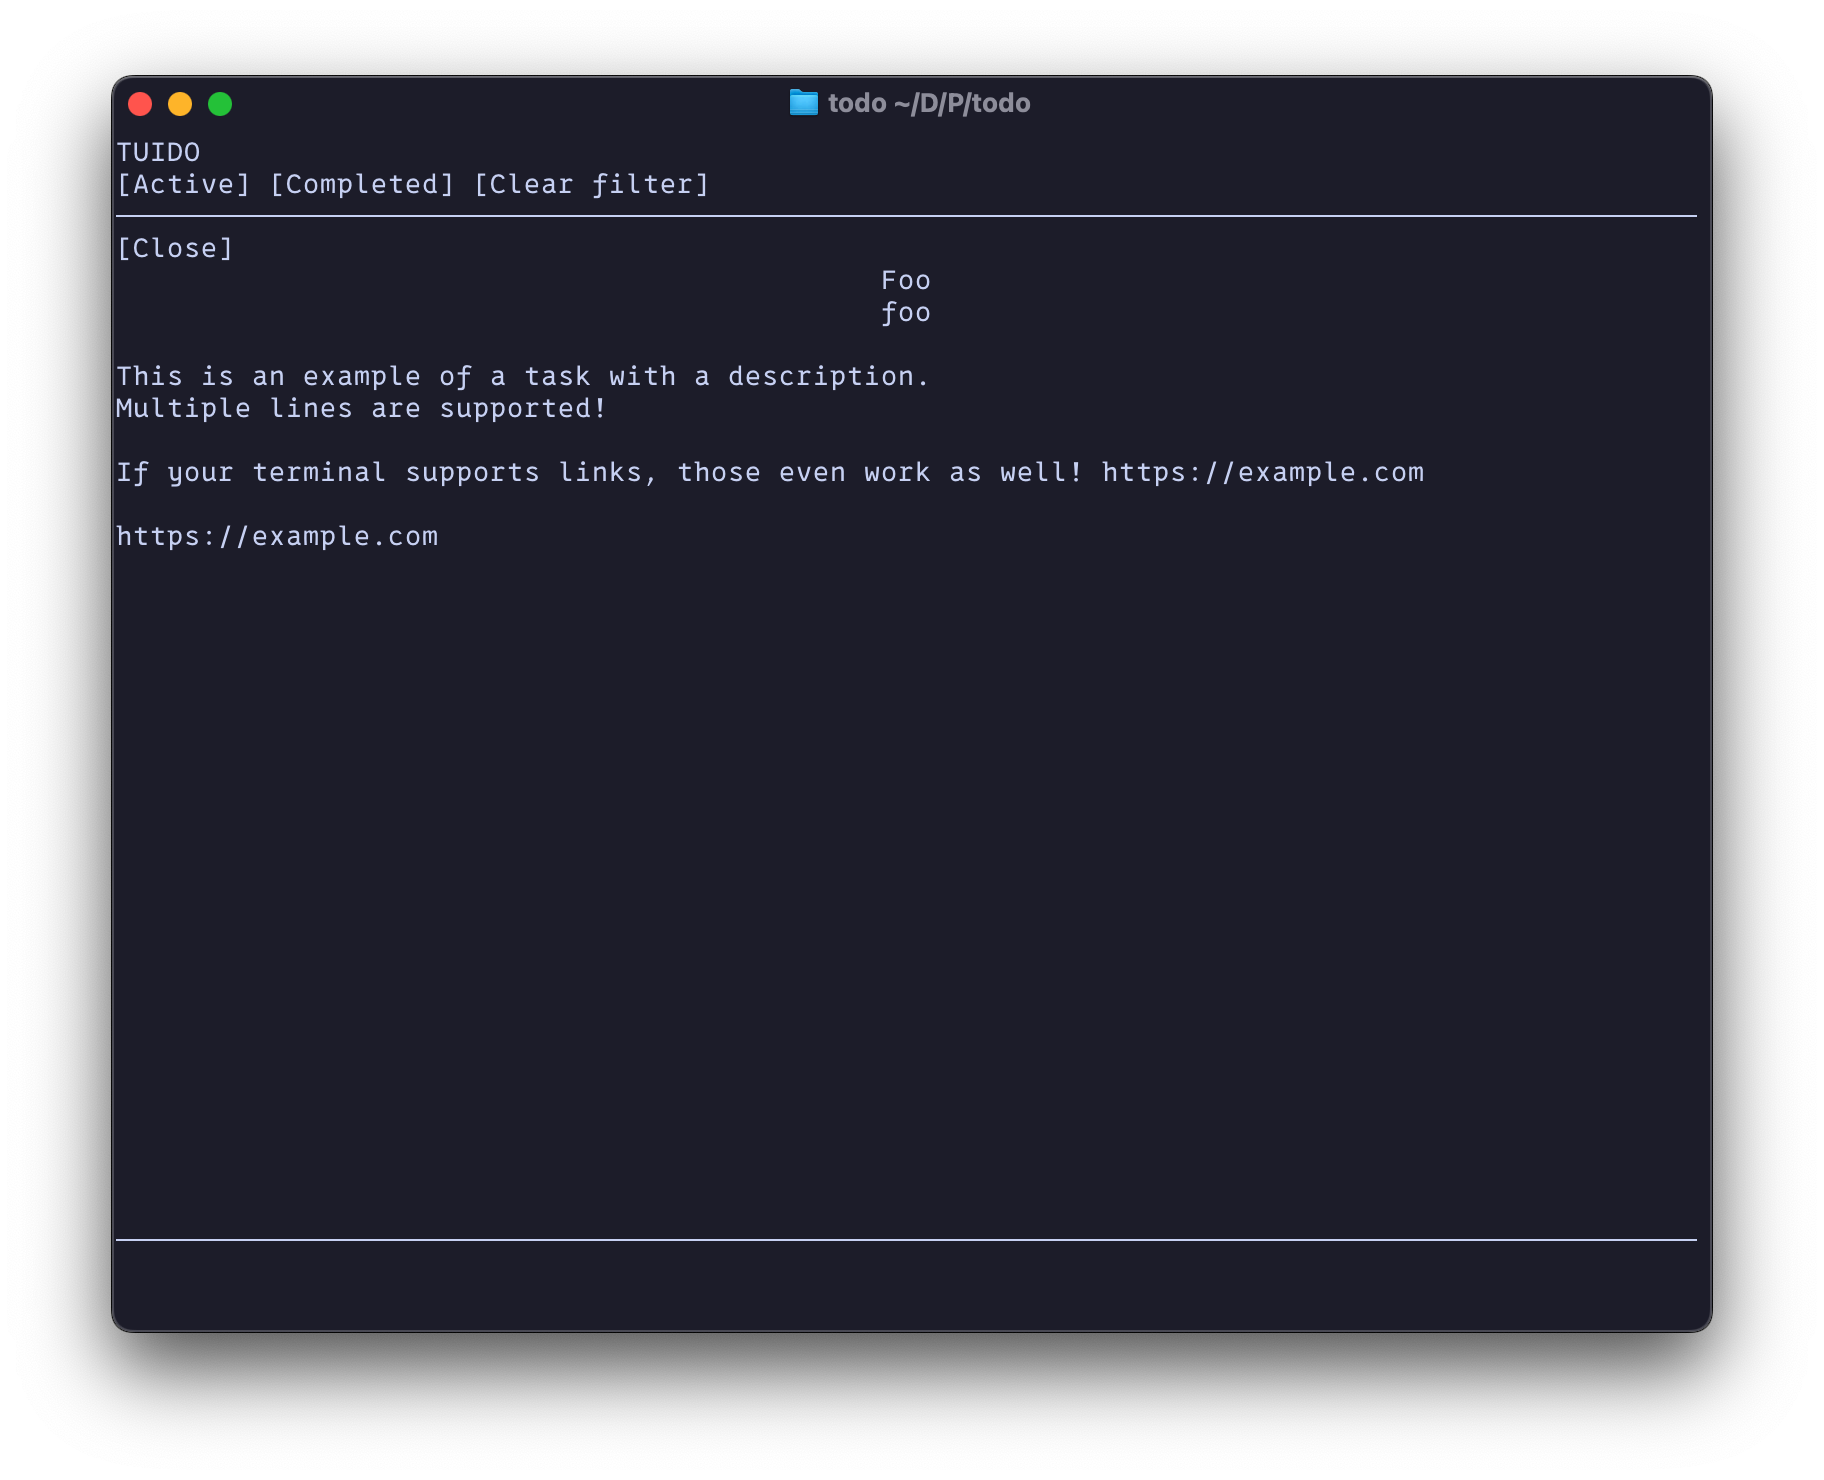 todo ~/D/P/todo
TUIDO
[Active] [Completed] [Clear filter]
[Close]
Foo
foo
This is an example of a task with a description.
Multiple lines are supported!
If your terminal supports links, those even work as well! https://example.com
https://example.com